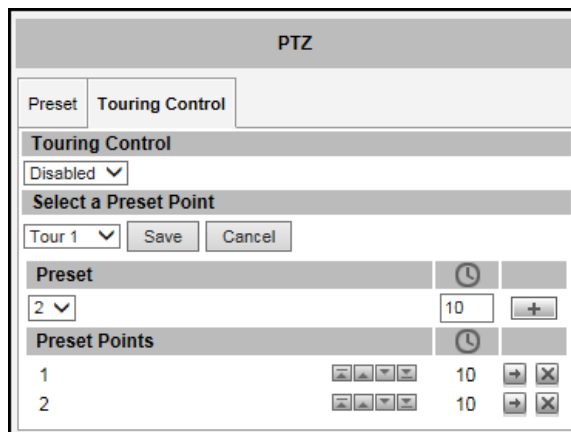 PTZ
Preset Touring Control
Touring Control
Disabled
Select a Preset Point
Tour 1 Save Cancel
Preset
2 10 +
Preset Points
1 10
2 10